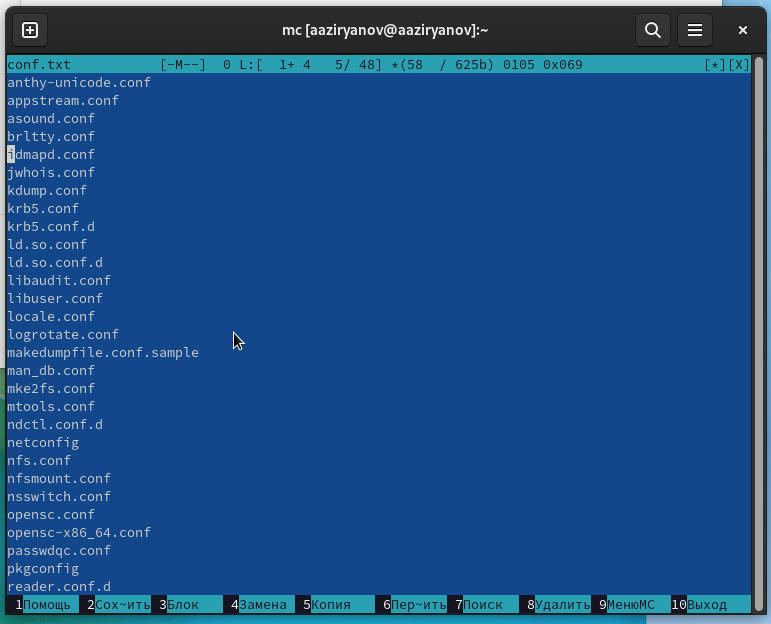 mc [aaziryanov@aaziryanov]:~
conf.txt [-M--] 0 L:[ 1+ 4 5/ 48] *(58 / 625b) 0105 0x069 [*][X]
anthy-unicode.conf
appstream.conf
asound.conf
brltty.conf
idmapd.conf
jwhois.conf
kdump.conf
krb5.conf
krb5.conf.d
ld.so.conf
ld.so.conf.d
libaudit.conf
libuser.conf
locale.conf
logrotate.conf
makedumpfile.conf.sample
man_db.conf
mke2fs.conf
mtools.conf
ndctl.conf.d
netconfig
nfs.conf
nfsmount.conf
nsswitch.conf
opensc.conf
opensc-x86_64.conf
passwdqc.conf
pkgconfig
reader.conf.d
1Помощь 2Сох~ить 3Блок 4Замена 5Копия 6Пер~ить 7Поиск 8Удалить 9МенюMC 10Выход